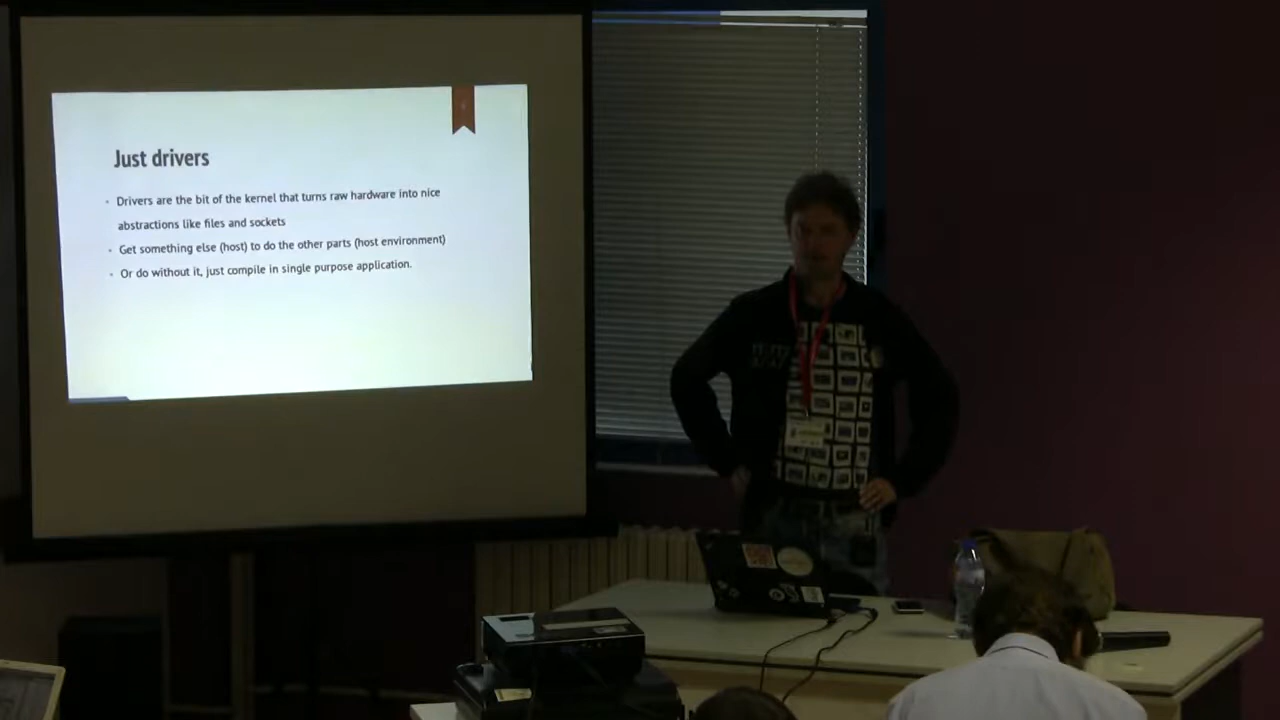 Just drivers
Drivers are the bit of the kernel that turns raw hardware into nice
abstractions like files and sockets
Get something else (host) to do the other parts (host environment)
Or do without it, just compile in single purpose application.